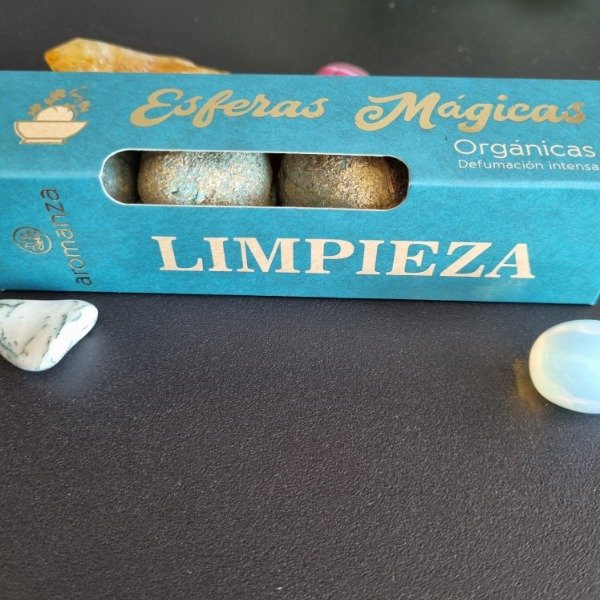 Esferas Mágicas
Orgánicas
Defumación intensa
aromanza
LIMPIEZA